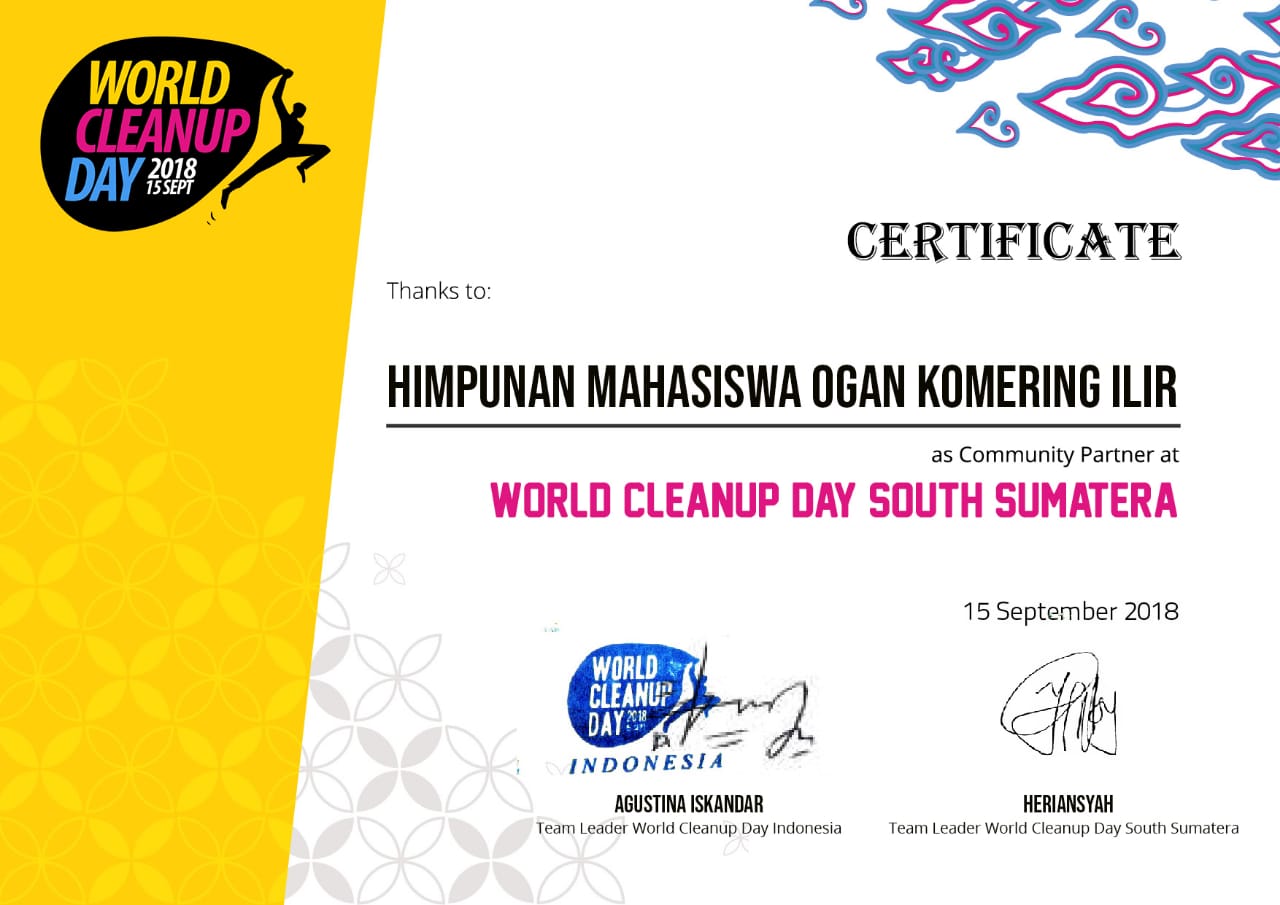 WORLD
CLEANUP
DAY 2018
15 SEPT
CERTIFICATE
Thanks to:
HIMPUNAN MAHASISWA OGAN KOMERING ILIR
as Community Partner at
WORLD CLEANUP DAY SOUTH SUMATERA
15 September 2018
WORLD
CLEANUP
DAY 2018
INDONESIA
AGUSTINA ISKANDAR
Team Leader World Cleanup Day Indonesia
HERIANSYAH
Team Leader World Cleanup Day South Sumatera